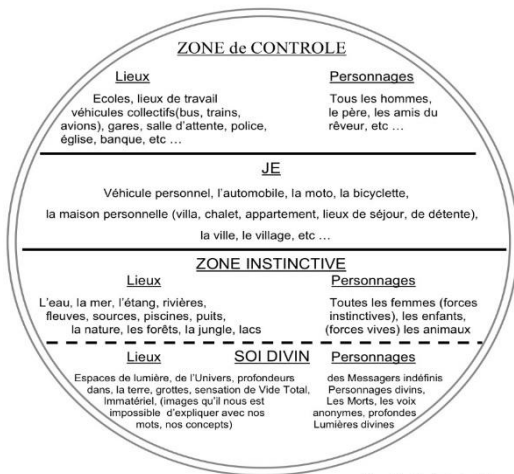 ZONE de CONTROLE
Lieux
Ecoles, lieux de travail
véhicules collectifs(bus, trains,
avions), gares, salle d'attente, police,
église, banque, etc ...
Personnages
Tous les hommes,
le père, les amis du
rêveur, etc ...
JE
Véhicule personnel, l'automobile, la moto, la bicyclette,
la maison personnelle (villa, chalet, appartement, lieux de séjour, de détente),
la ville, le village, etc ...
ZONE INSTINCTIVE
Lieux
L'eau, la mer, l'étang, rivières,
fleuves, sources, piscines, puits,
la nature, les forêts, la jungle, lacs
Personnages
Toutes les femmes (forces
instinctives), les enfants,
(forces vives) les animaux
SOI DIVIN
Lieux
Espaces de lumière, de l'Univers, profondeurs
dans, la terre, grottes, sensation de Vide Total,
Immatériel, (images qu'il nous est
impossible d'expliquer avec nos
mots, nos concepts)
Personnages
des Messagers indéfinis
Personnages divins,
Les Morts, les voix
anonymes, profondes
Lumières divines